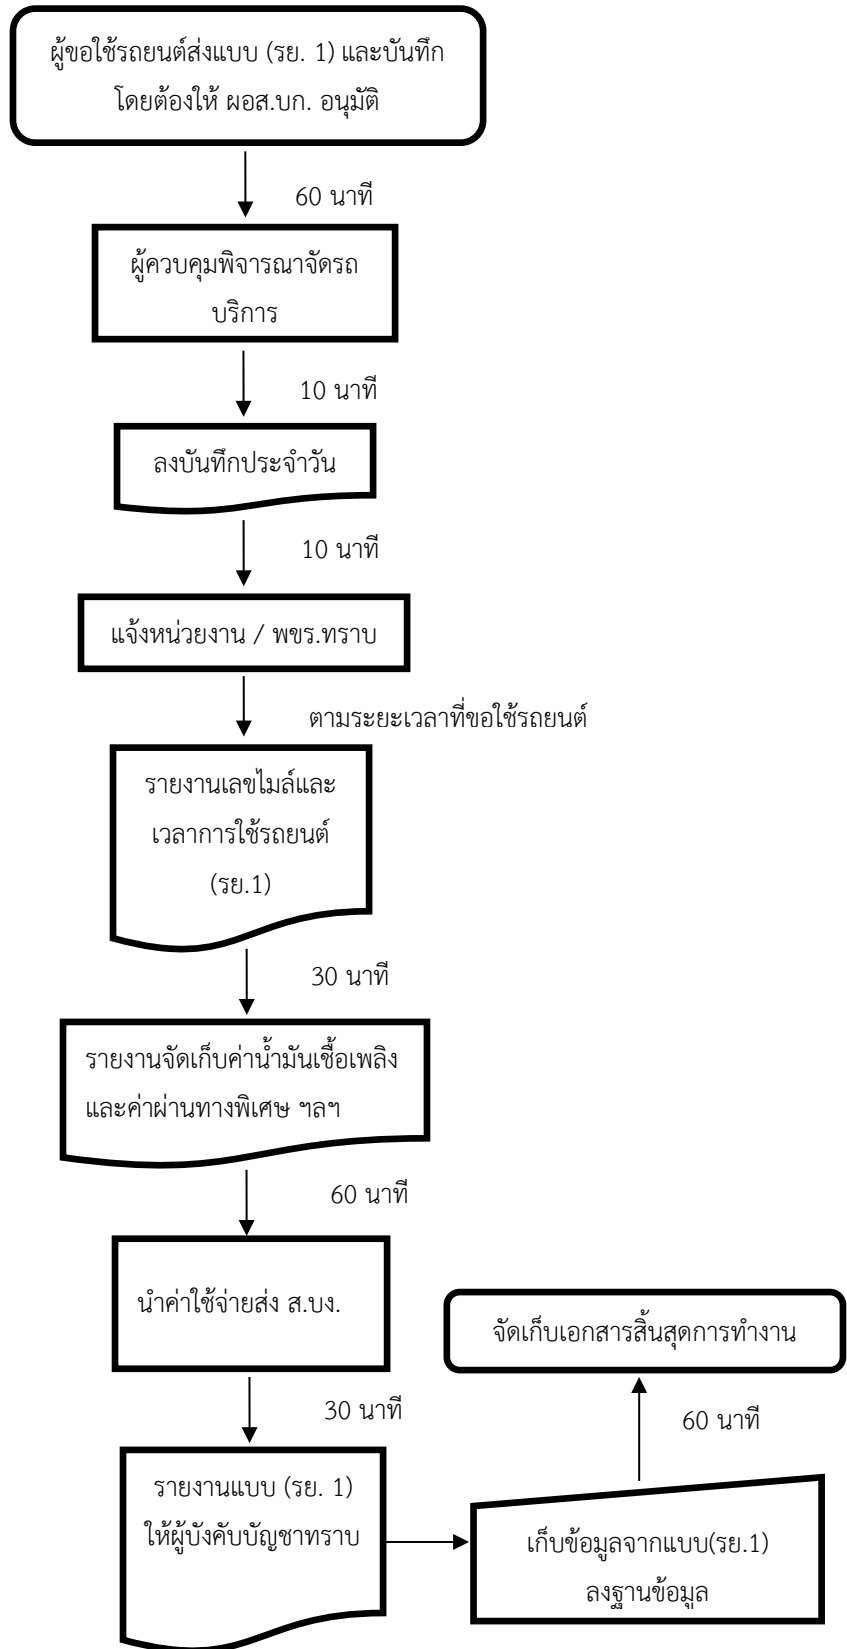 ผู้ขอใช้รถยนต์ส่งแบบ (รย. 1) และบันทึก
โดยต้องให้ ผอส.บก. อนุมัติ
60 นาที
ผู้ควบคุมพิจารณาจัดรถ
บริการ
10 นาที
ลงบันทึกประจำวัน
10 นาที
แจ้งหน่วยงาน / พขร.ทราบ
ตามระยะเวลาที่ขอใช้รถยนต์
รายงานเลขไมล์และ
เวลาการใช้รถยนต์
(รย.1)
30 นาที
รายงานจัดเก็บค่าน้ำมันเชื้อเพลิง
และค่าผ่านทางพิเศษ ฯลฯ
60 นาที
นำค่าใช้จ่ายส่ง ส.บง.
30 นาที
รายงานแบบ (รย. 1)
ให้ผู้บังคับบัญชาทราบ
เก็บข้อมูลจากแบบ(รย.1)
ลงฐานข้อมูล
60 นาที
จัดเก็บเอกสารสิ้นสุดการทำงาน